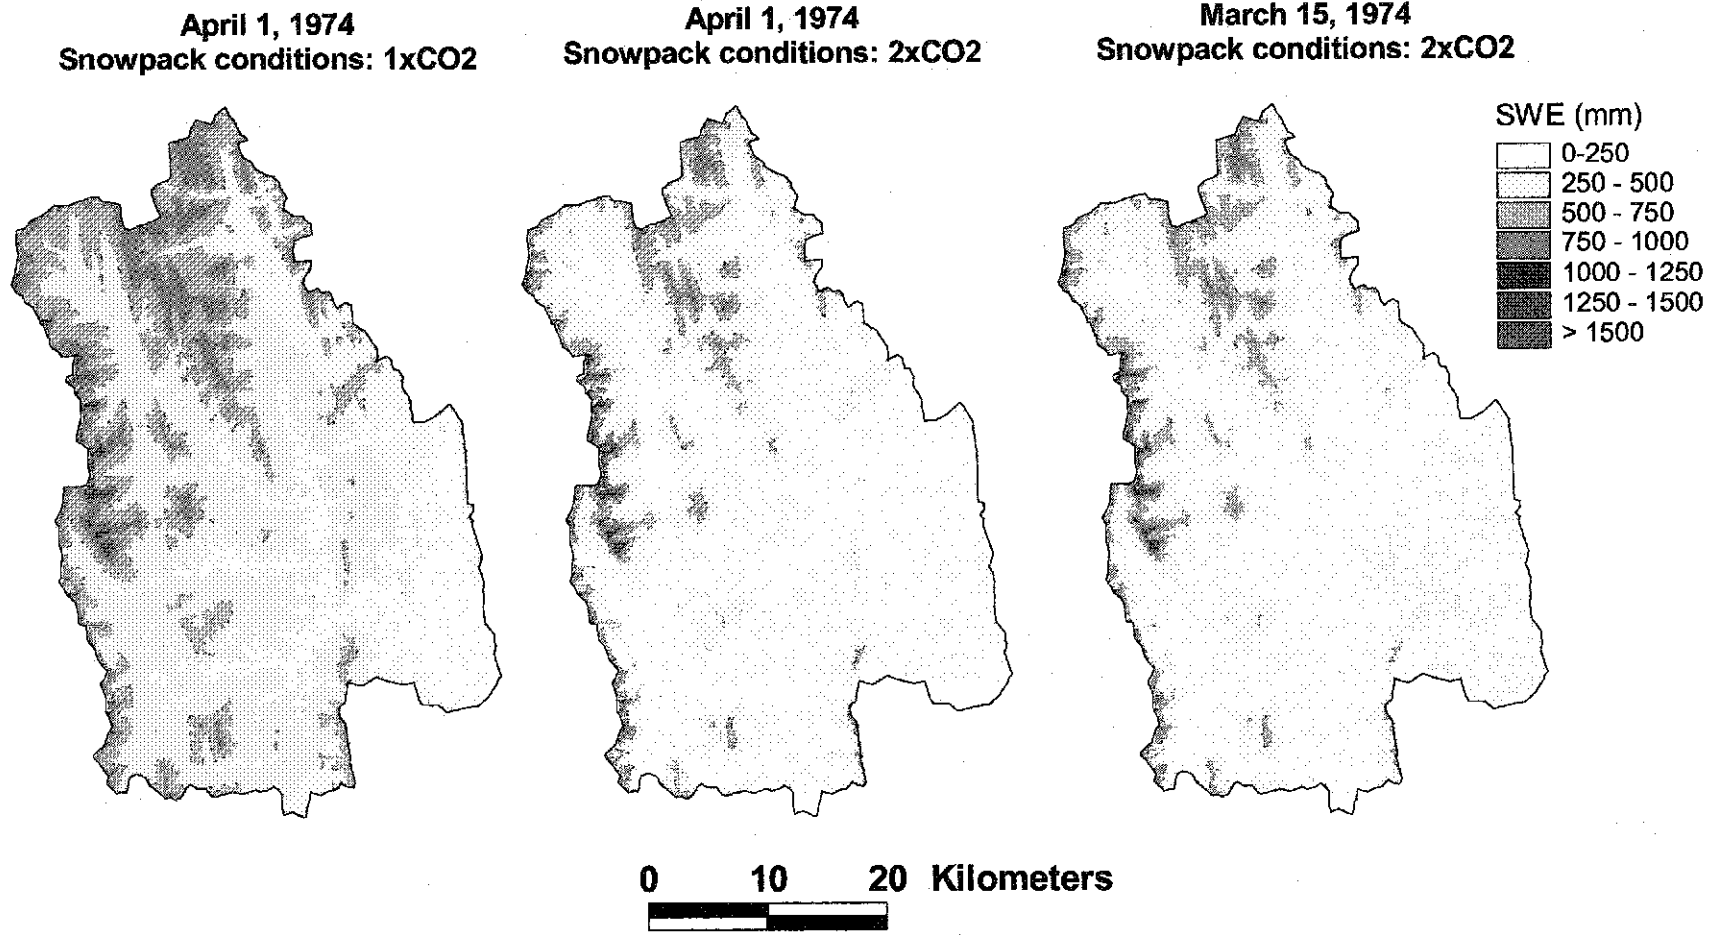 April 1, 1974
Snowpack conditions: 1xCO2
April 1, 1974
Snowpack conditions: 2xCO2
March 15, 1974
Snowpack conditions: 2xCO2
SWE (mm)
0-250
250 - 500
500 - 750
750 - 1000
1000 - 1250
1250 - 1500
> 1500
0 10 20 Kilometers